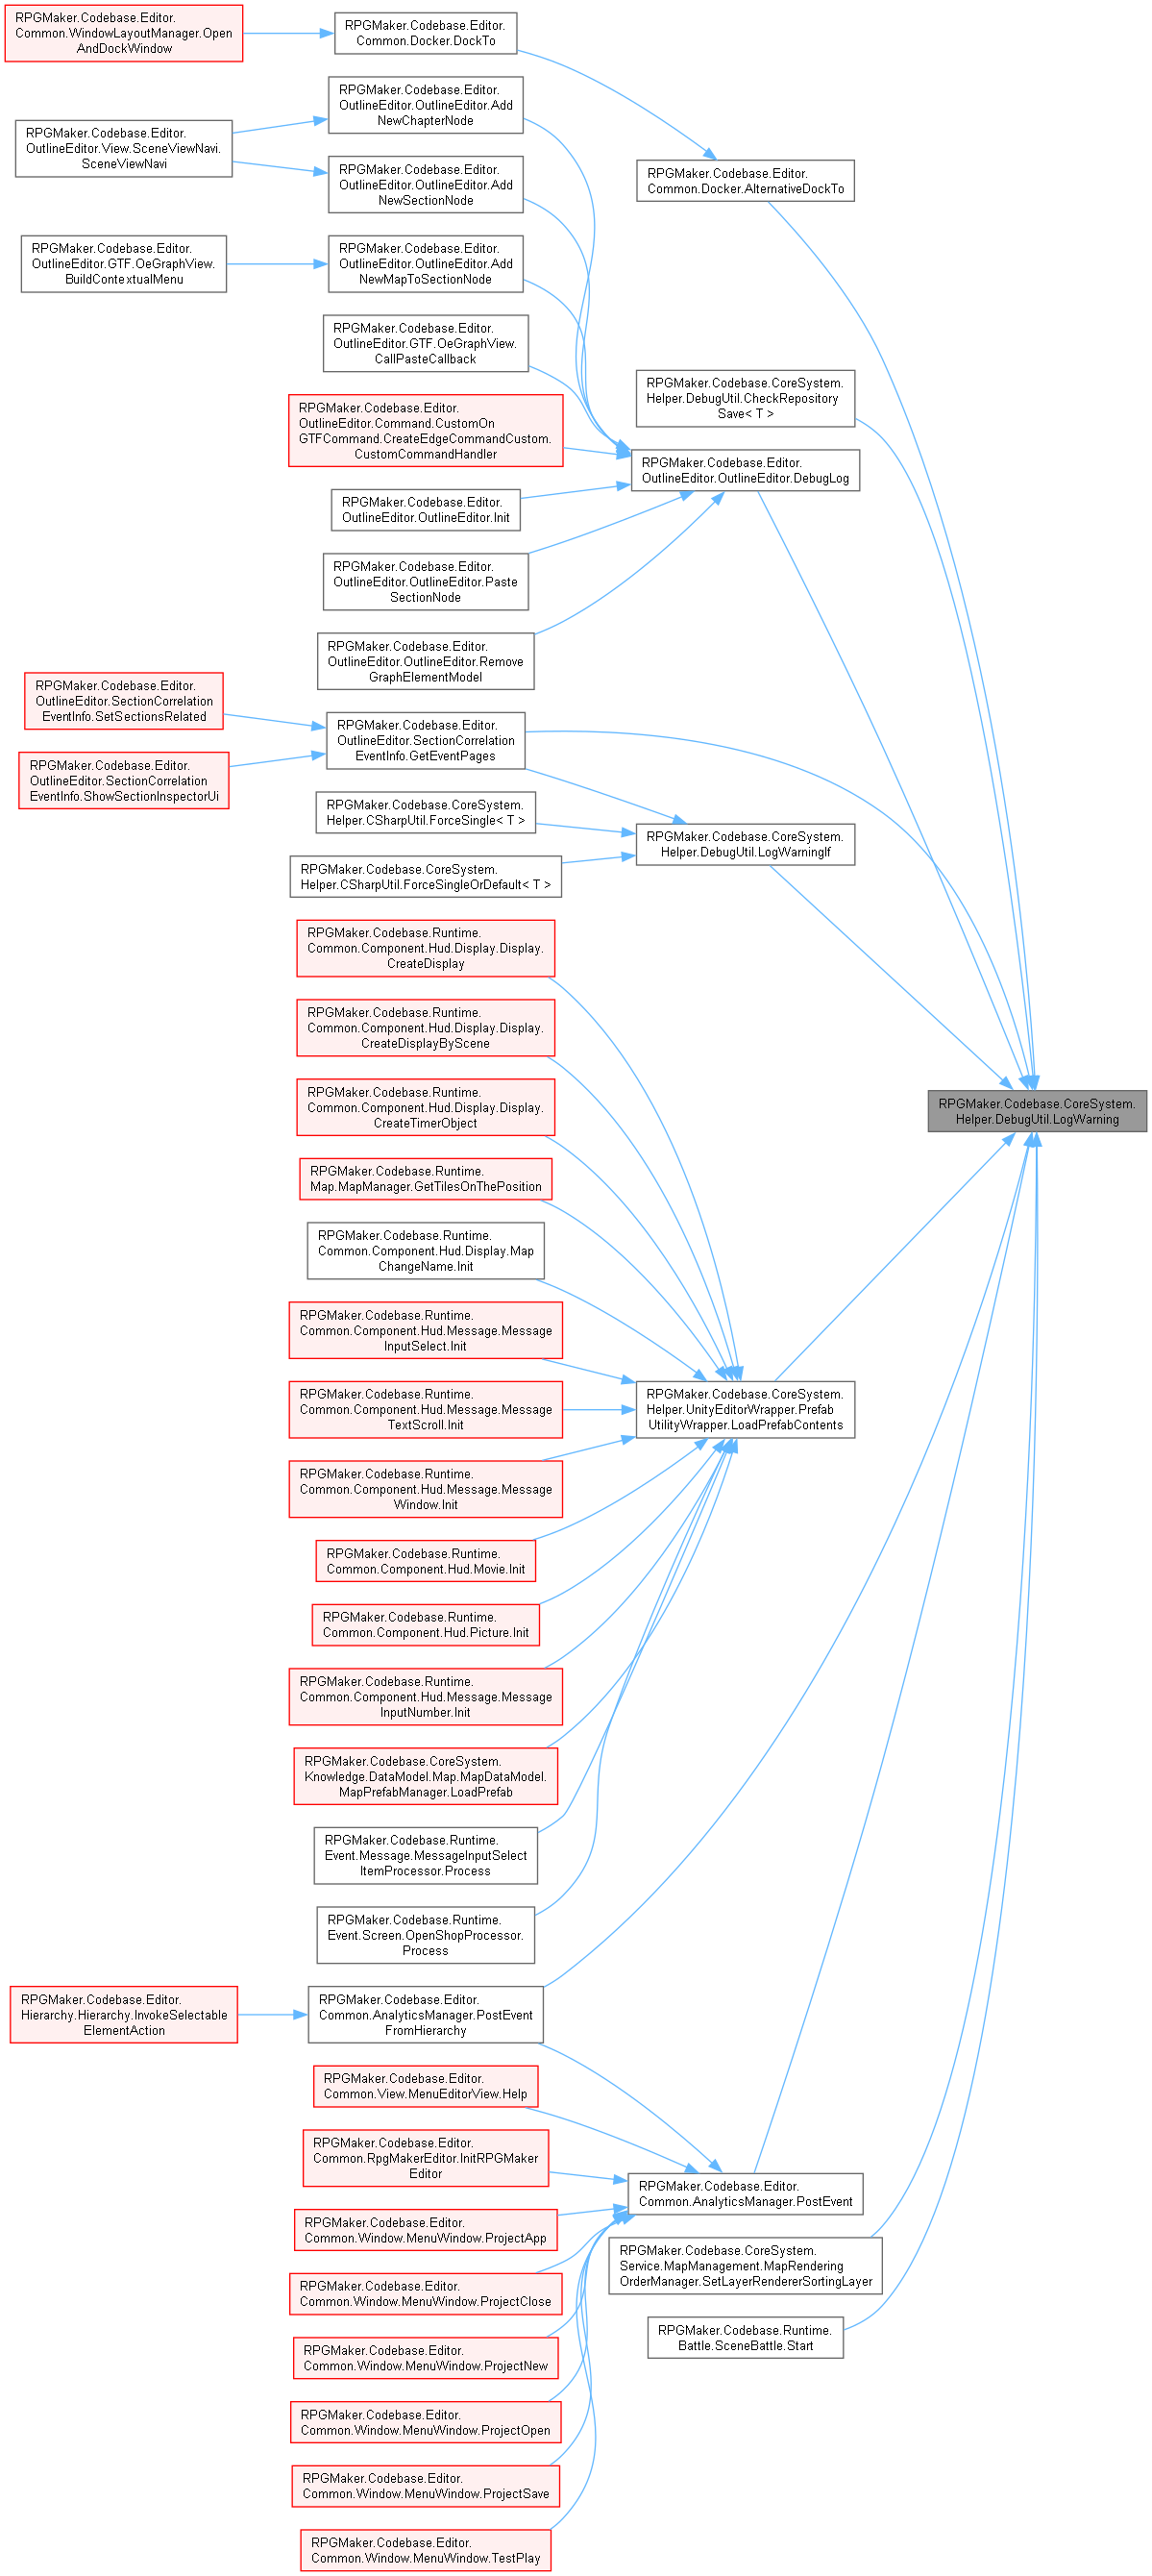 RPGMaker.Codebase.Editor.
Common.WindowLayoutManager.Open
AndDockWindow
RPGMaker.Codebase.Editor.
Common.Docker.DockTo
RPGMaker.Codebase.Editor.
OutlineEditor.OutlineEditor.Add
NewChapterNode
RPGMaker.Codebase.Editor.
OutlineEditor.View.SceneViewNavi.
SceneViewNavi
RPGMaker.Codebase.Editor.
OutlineEditor.OutlineEditor.Add
NewSectionNode
RPGMaker.Codebase.Editor.
Common.Docker.AlternativeDockTo
RPGMaker.Codebase.Editor.
OutlineEditor.GTF.OeGraphView.
BuildContextualMenu
RPGMaker.Codebase.Editor.
OutlineEditor.OutlineEditor.Add
NewMapToSectionNode
RPGMaker.Codebase.Editor.
OutlineEditor.GTF.OeGraphView.
CallPasteCallback
RPGMaker.Codebase.CoreSystem.
Helper.DebugUtil.CheckRepository
Save< T >
RPGMaker.Codebase.Editor.
OutlineEditor.Command.CustomOn
GTFCommand.CreateEdgeCommandCustom.
CustomCommandHandler
RPGMaker.Codebase.Editor.
OutlineEditor.OutlineEditor.DebugLog
RPGMaker.Codebase.Editor.
OutlineEditor.OutlineEditor.Init
RPGMaker.Codebase.Editor.
OutlineEditor.OutlineEditor.Paste
SectionNode
RPGMaker.Codebase.Editor.
OutlineEditor.OutlineEditor.Remove
GraphElementModel
RPGMaker.Codebase.Editor.
OutlineEditor.SectionCorrelation
EventInfo.SetSectionsRelated
RPGMaker.Codebase.Editor.
OutlineEditor.SectionCorrelation
EventInfo.GetEventPages
RPGMaker.Codebase.Editor.
OutlineEditor.SectionCorrelation
EventInfo.ShowSectionInspectorUi
RPGMaker.Codebase.CoreSystem.
Helper.CSharpUtil.ForceSingle< T >
RPGMaker.Codebase.CoreSystem.
Helper.DebugUtil.LogWarningIf
RPGMaker.Codebase.CoreSystem.
Helper.CSharpUtil.ForceSingleOrDefault< T >
RPGMaker.Codebase.Runtime.
Common.Component.Hud.Display.Display.
CreateDisplay
RPGMaker.Codebase.Runtime.
Common.Component.Hud.Display.Display.
CreateDisplayByScene
RPGMaker.Codebase.Runtime.
Common.Component.Hud.Display.Display.
CreateTimerObject
RPGMaker.Codebase.CoreSystem.
Helper.DebugUtil.LogWarning
RPGMaker.Codebase.Runtime.
Map.MapManager.GetTilesOnThePosition
RPGMaker.Codebase.Runtime.
Common.Component.Hud.Display.Map
ChangeName.Init
RPGMaker.Codebase.Runtime.
Common.Component.Hud.Message.Message
InputSelect.Init
RPGMaker.Codebase.Runtime.
Common.Component.Hud.Message.Message
TextScroll.Init
RPGMaker.Codebase.CoreSystem.
Helper.UnityEditorWrapper.Prefab
UtilityWrapper.LoadPrefabContents
RPGMaker.Codebase.Runtime.
Common.Component.Hud.Message.Message
Window.Init
RPGMaker.Codebase.Runtime.
Common.Component.Hud.Movie.Init
RPGMaker.Codebase.Runtime.
Common.Component.Hud.Picture.Init
RPGMaker.Codebase.Runtime.
Common.Component.Hud.Message.Message
InputNumber.Init
RPGMaker.Codebase.CoreSystem.
Knowledge.DataModel.Map.MapDataModel.
MapPrefabManager.LoadPrefab
RPGMaker.Codebase.Runtime.
Event.Message.MessageInputSelect
ItemProcessor.Process
RPGMaker.Codebase.Runtime.
Event.Screen.OpenShopProcessor.
Process
RPGMaker.Codebase.Editor.
Hierarchy.Hierarchy.InvokeSelectable
ElementAction
RPGMaker.Codebase.Editor.
Common.AnalyticsManager.PostEvent
FromHierarchy
RPGMaker.Codebase.Editor.
Common.View.MenuEditorView.Help
RPGMaker.Codebase.Editor.
Common.RpgMakerEditor.InitRPGMaker
Editor
RPGMaker.Codebase.Editor.
Common.AnalyticsManager.PostEvent
RPGMaker.Codebase.Editor.
Common.Window.MenuWindow.ProjectApp
RPGMaker.Codebase.CoreSystem.
Service.MapManagement.MapRendering
OrderManager.SetLayerRendererSortingLayer
RPGMaker.Codebase.Editor.
Common.Window.MenuWindow.ProjectClose
RPGMaker.Codebase.Runtime.
Battle.SceneBattle.Start
RPGMaker.Codebase.Editor.
Common.Window.MenuWindow.ProjectNew
RPGMaker.Codebase.Editor.
Common.Window.MenuWindow.ProjectOpen
RPGMaker.Codebase.Editor.
Common.Window.MenuWindow.ProjectSave
RPGMaker.Codebase.Editor.
Common.Window.MenuWindow.TestPlay